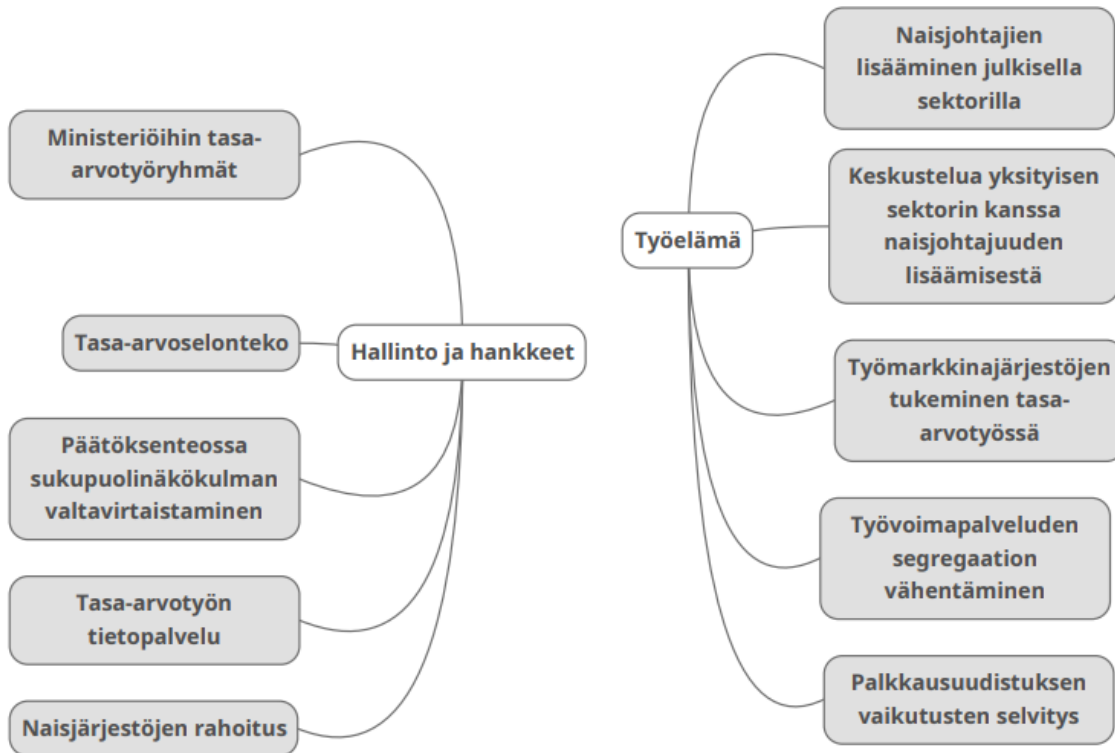 Ministeriöihin tasa-
arvotyöryhmät
Tasa-arvoselonteko
Hallinto ja hankkeet
Päätöksenteossa
sukupuolinäkökulman
valtavirtaistaminen
Tasa-arvotyön
tietopalvelu
Naisjärjestöjen rahoitus
Naisjohtajien
lisääminen julkisella
sektorilla
Keskustelua yksityisen
sektorin kanssa
naisjohtajuuden
lisäämisestä
Työelämä
Työmarkkinajärjestöjen
tukeminen tasa-
arvotyössä
Työvoimapalveluden
segregaation
vähentäminen
Palkkausuudistuksen
vaikutusten selvitys